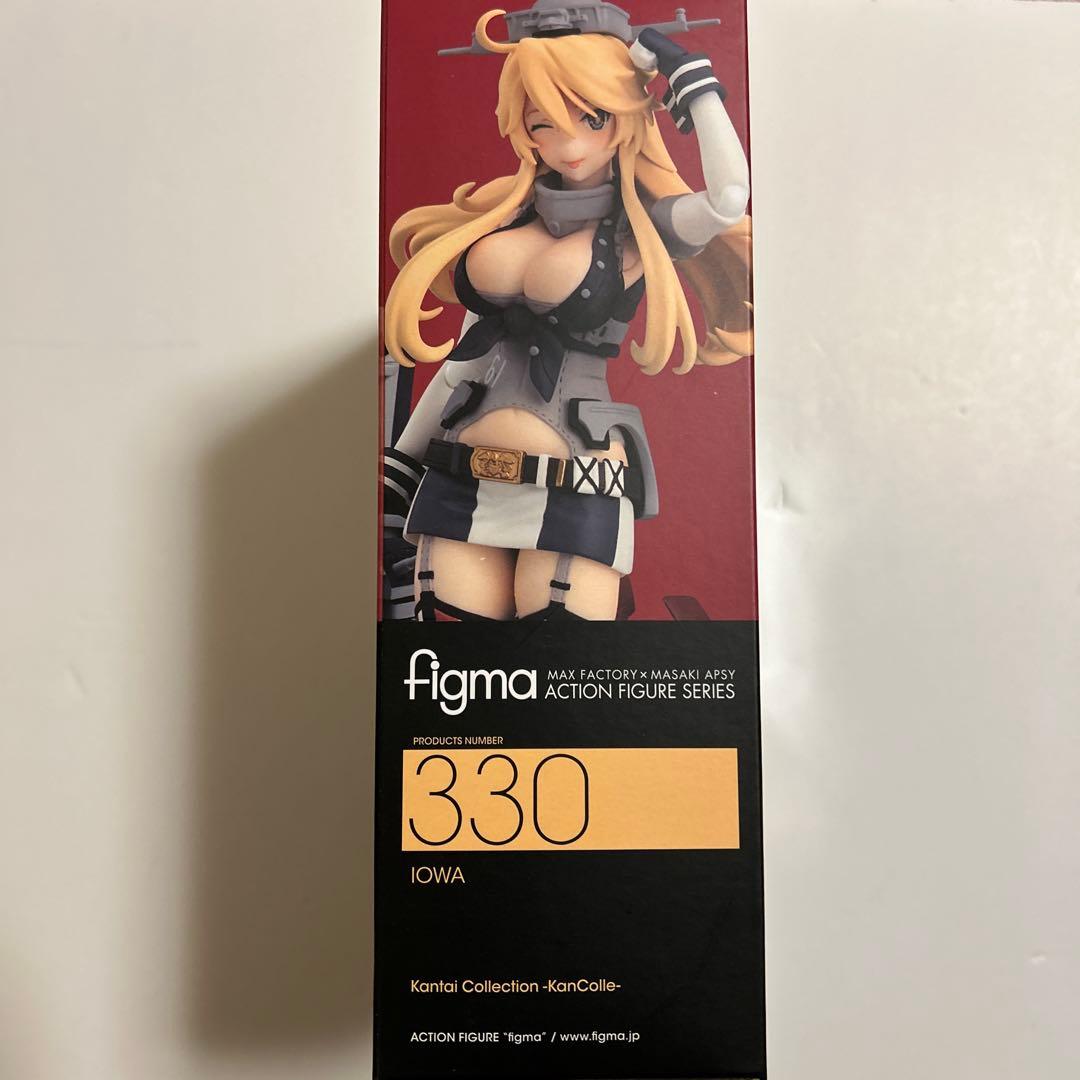 figma MAX FACTORY × MASAKI APSY
ACTION FIGURE SERIES
PRODUCTS NUMBER
330
IOWA
Kantai Collection -KanColle-
ACTION FIGURE "figma" / www.figma.jp